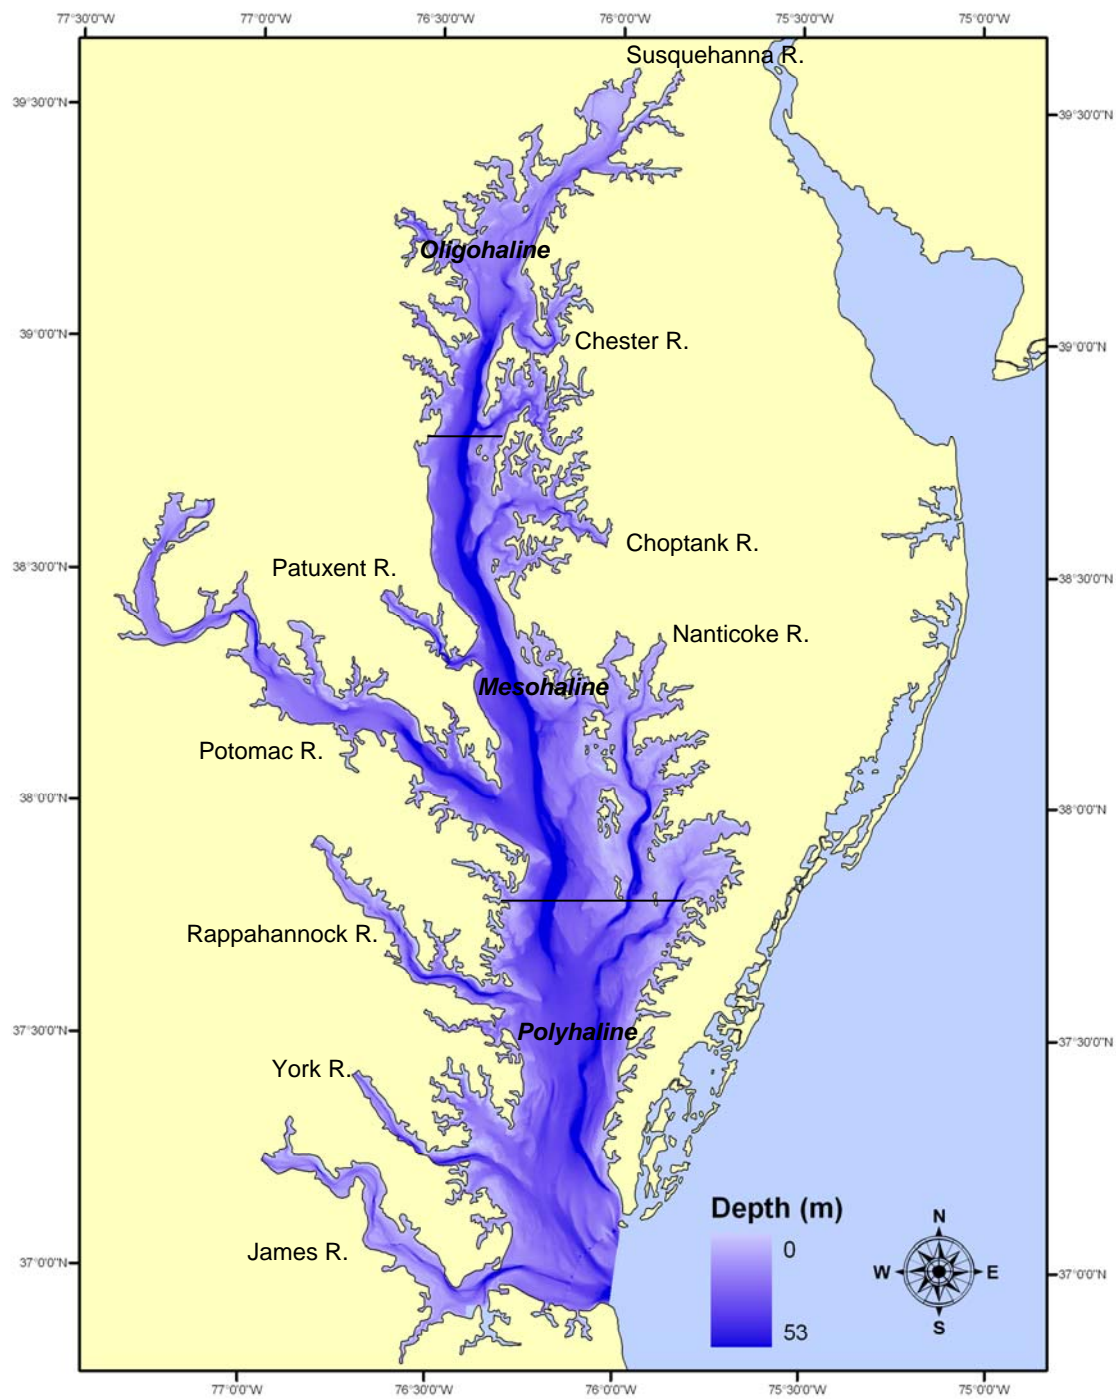 77°30'0"W
77°0'0"W
76°30'0"W
76°0'0"W
75°30'0"W
75°0'0"W
Susquehanna R.
39°30'0"N
39°30'0"N
Oligohaline
39°0'0"N
Chester R.
39°0'0"N
Choptank R.
38°30'0"N
Patuxent R.
38°30'0"N
Nanticoke R.
Mesohaline
Potomac R.
38°0'0"N
38°0'0"N
Rappahannock R.
37°30'0"N
Polyhaline
37°30'0"N
York R.
Depth (m)
0
53
N
W
E
S
James R.
37°0'0"N
37°0'0"N
77°0'0"W
76°30'0"W
76°0'0"W
75°30'0"W
75°0'0"W